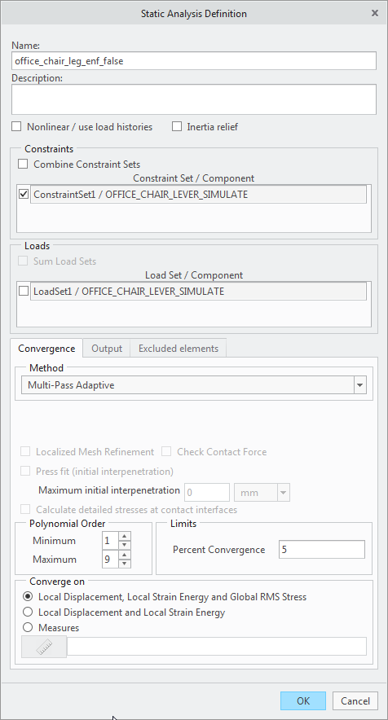 Static Analysis Definition
Name:
office_chair_leg_enf_false
Description:
Nonlinear / use load histories Inertia relief
Constraints
Combine Constraint Sets
Constraint Set / Component
ConstraintSet1 / OFFICE_CHAIR_LEVER_SIMULATE
Loads
Sum Load Sets
Load Set / Component
LoadSet1 / OFFICE_CHAIR_LEVER_SIMULATE
Convergence Output Excluded elements
Method
Multi-Pass Adaptive
Localized Mesh Refinement Check Contact Force
Press fit (initial interpenetration)
Maximum initial interpenetration 0 mm
Calculate detailed stresses at contact interfaces
Polynomial Order Limits
Minimum 1
Percent Convergence 5
Maximum 9
Converge on
Local Displacement, Local Strain Energy and Global RMS Stress
Local Displacement and Local Strain Energy
Measures
OK Cancel